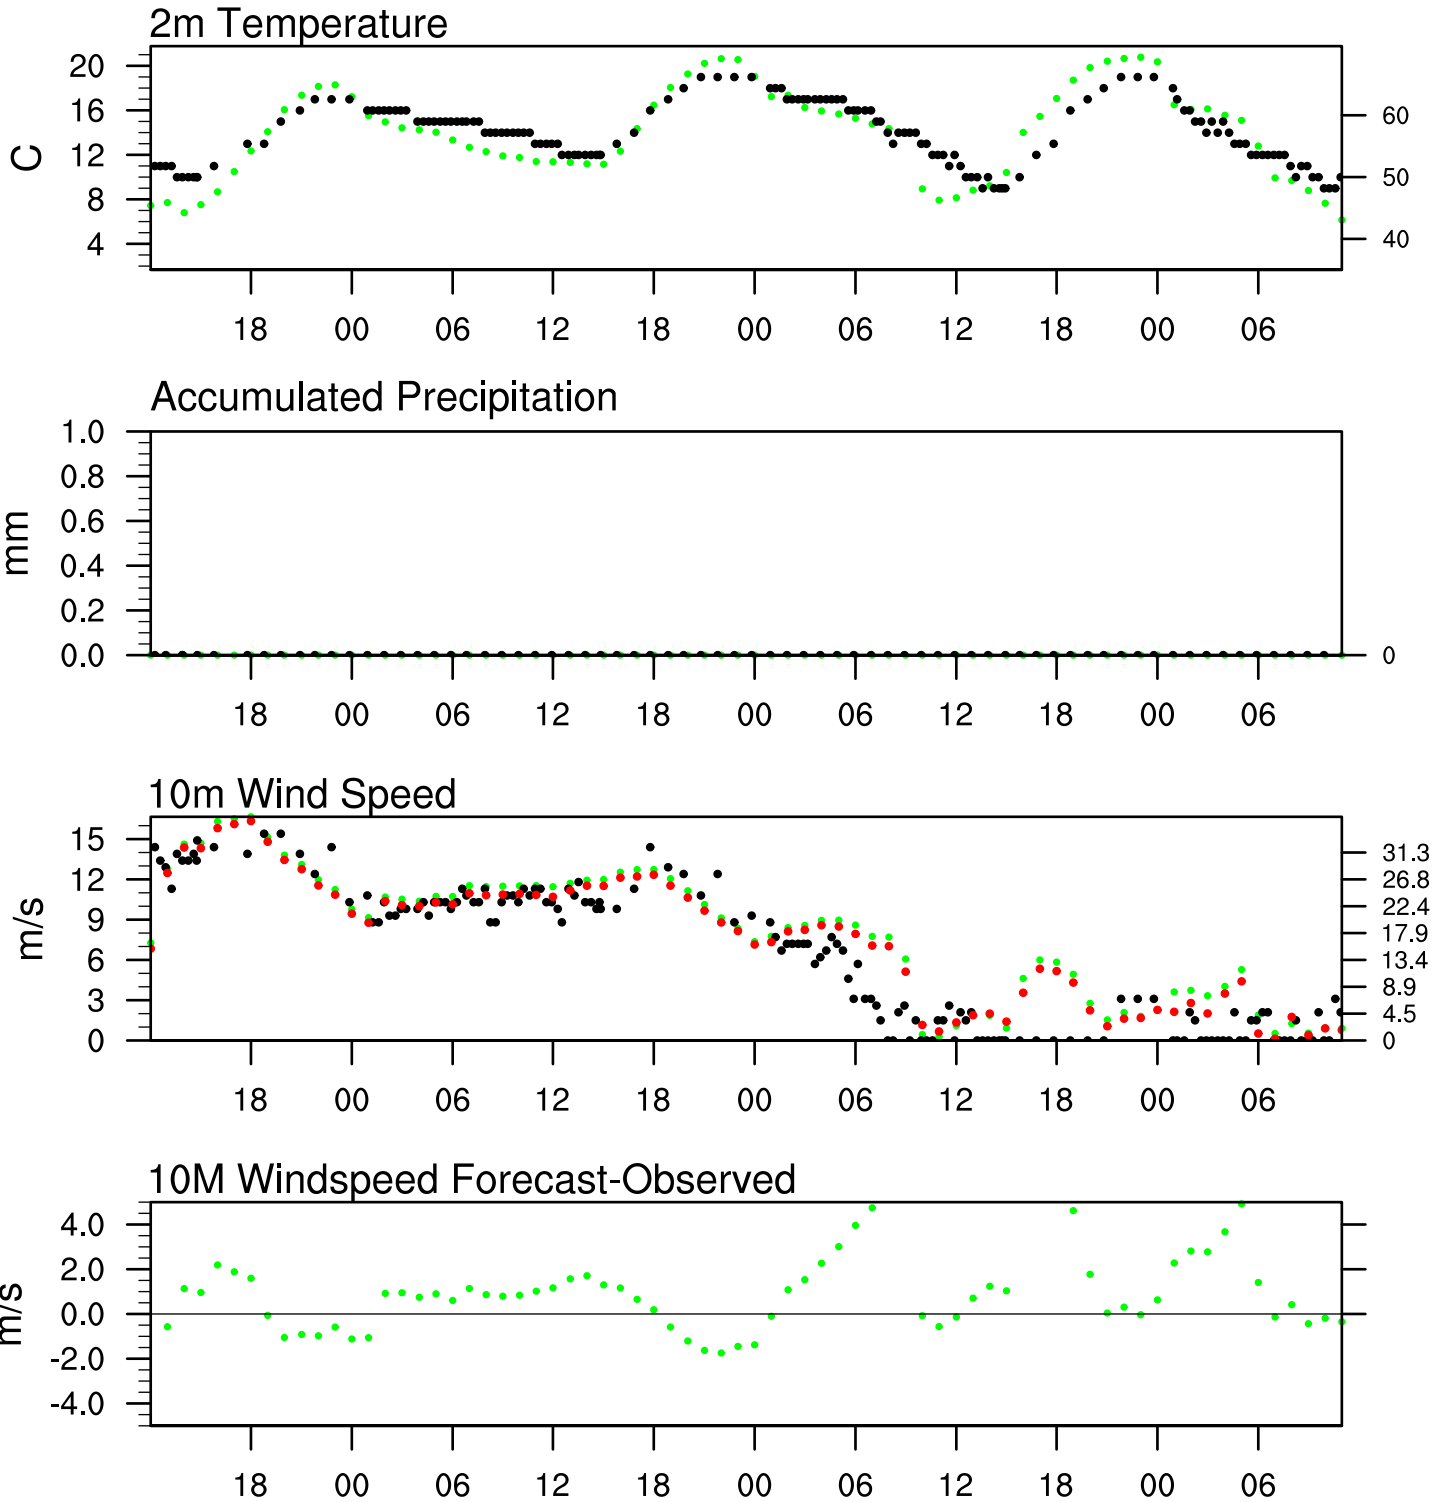 2m Temperature
C
20
16
12
8
4
60
50
40
18 00 06 12 18 00 06 12 18 00 06
Accumulated Precipitation
mm
1.0
0.8
0.6
0.4
0.2
0.0
0
18 00 06 12 18 00 06 12 18 00 06
10m Wind Speed
m/s
15
12
9
6
3
0
31.3
26.8
22.4
17.9
13.4
8.9
4.5
0
18 00 06 12 18 00 06 12 18 00 06
10M Windspeed Forecast-Observed
m/s
4.0
2.0
0.0
-2.0
-4.0
18 00 06 12 18 00 06 12 18 00 06